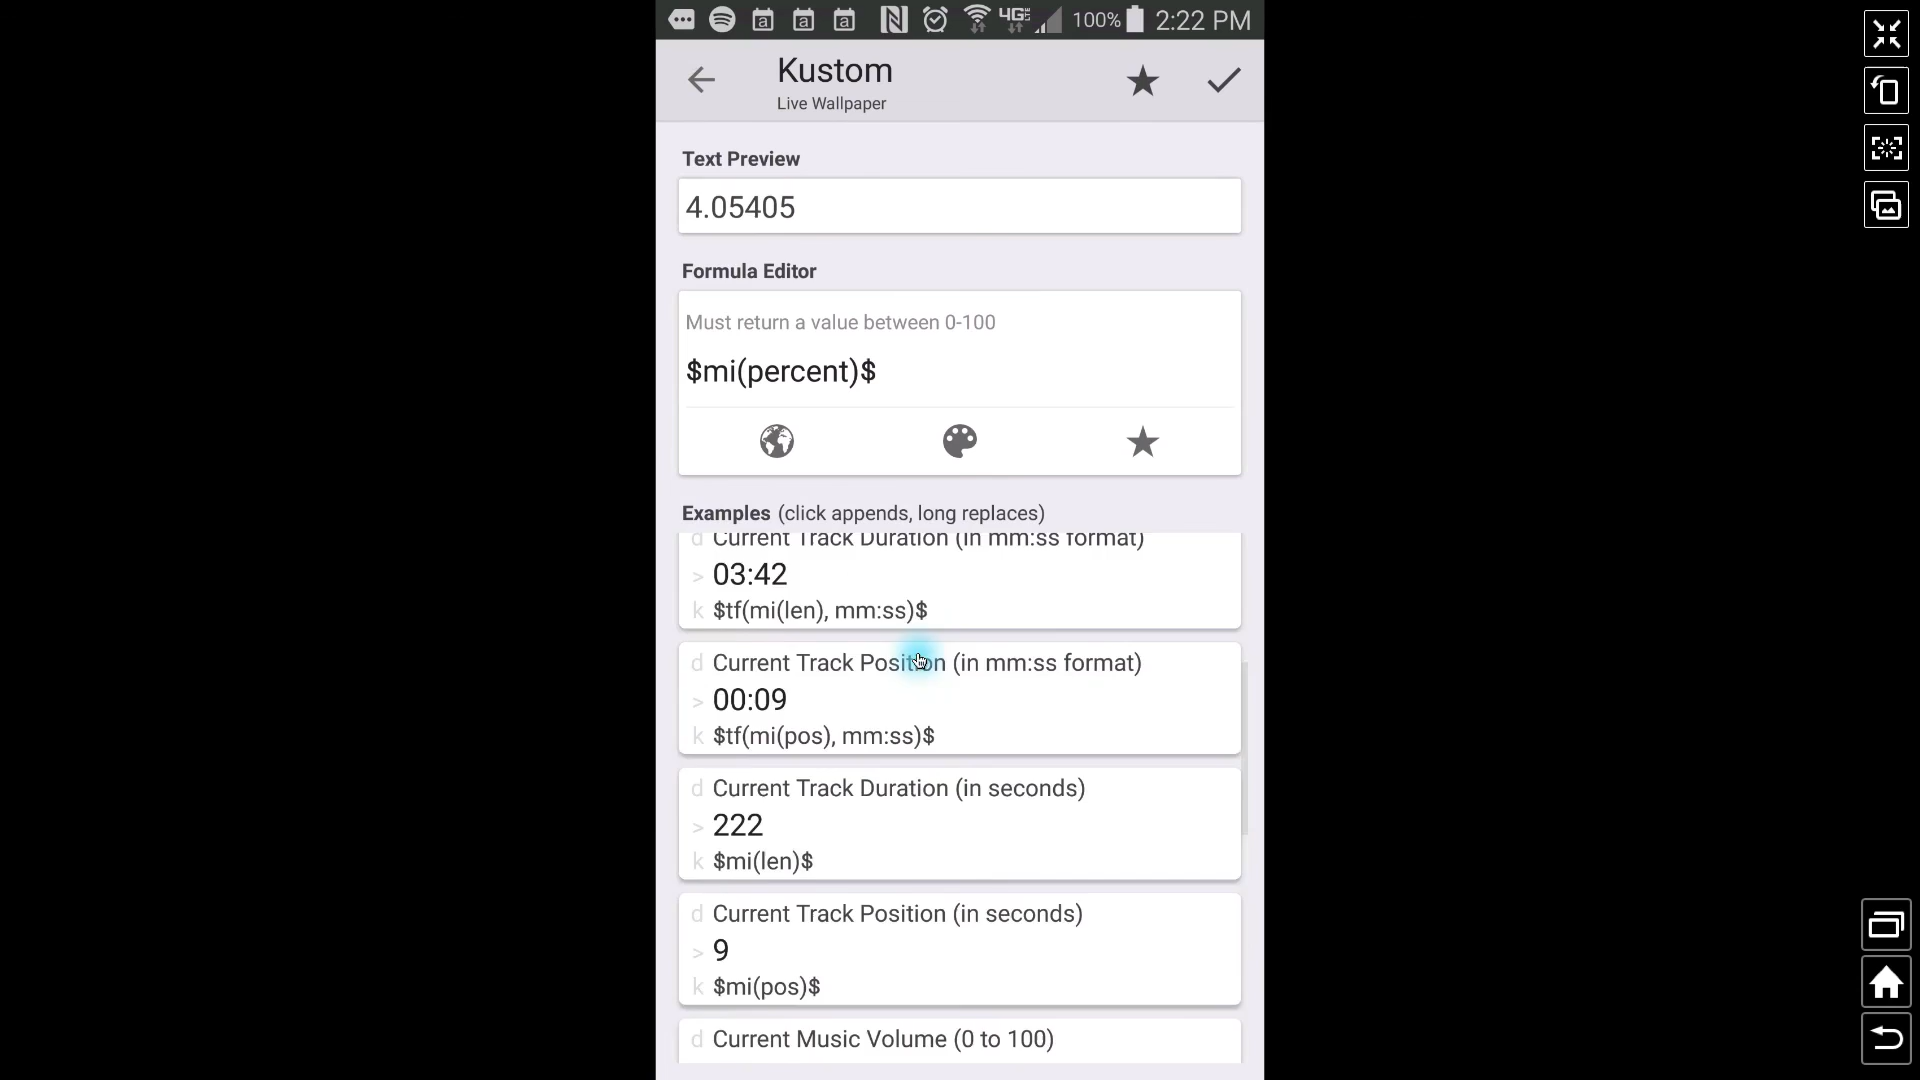 4G LTE 100% 2:22 PM
Kustom
Live Wallpaper
Text Preview
4.05405
Formula Editor
Must return a value between 0-100
$mi(percent)$
Examples (click appends, long replaces)
d Current Track Duration (in mm:ss format)
> 03:42
k $tf(mi(len), mm:ss)$
d Current Track Position (in mm:ss format)
> 00:09
k $tf(mi(pos), mm:ss)$
d Current Track Duration (in seconds)
> 222
k $mi(len)$
d Current Track Position (in seconds)
> 9
k $mi(pos)$
d Current Music Volume (0 to 100)